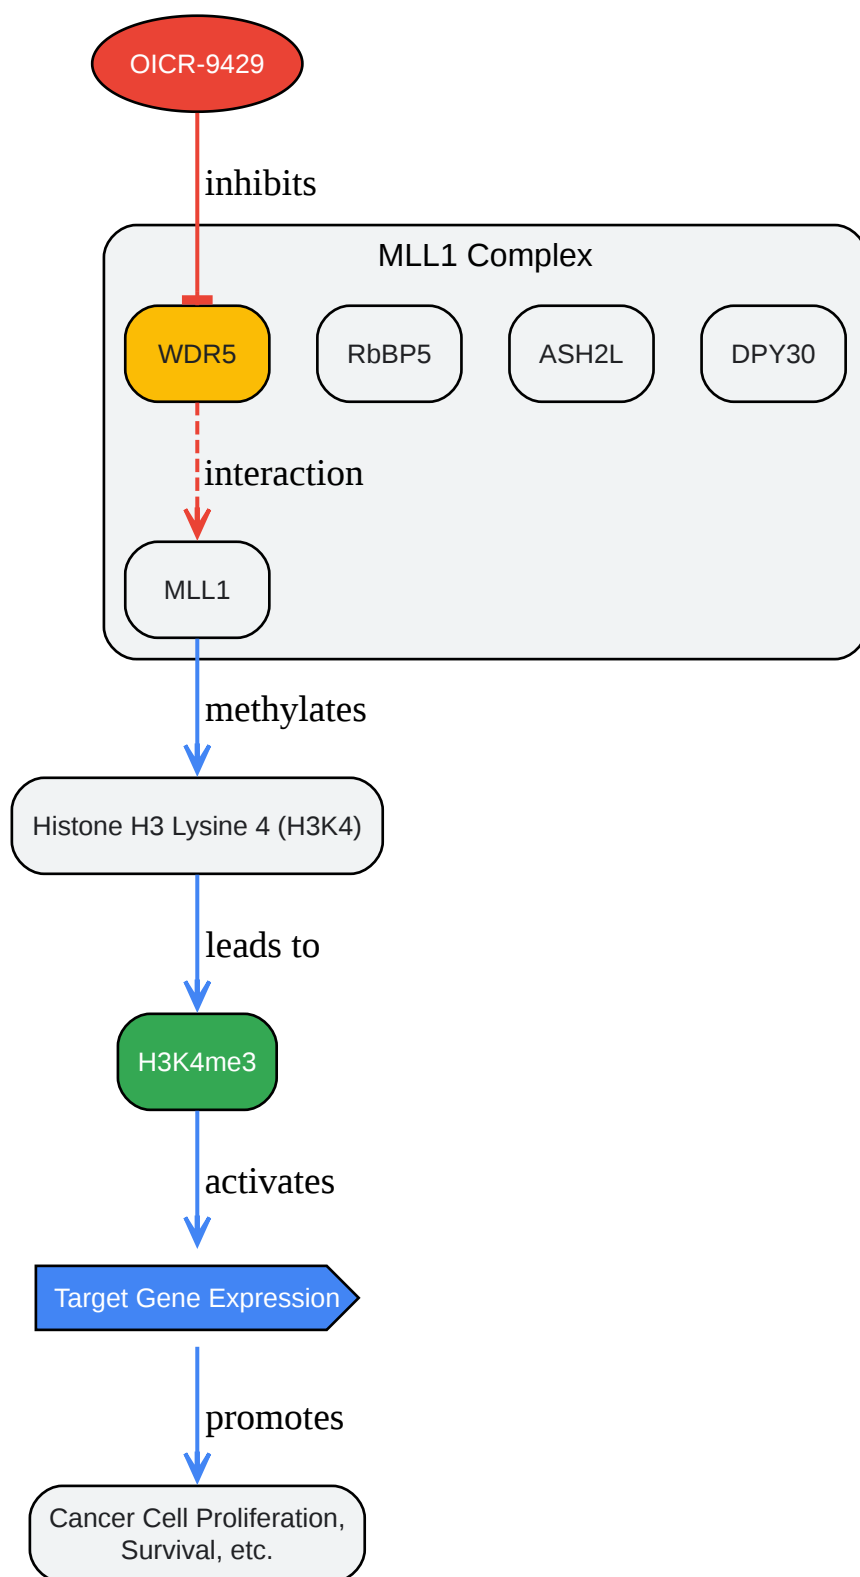 OICR-9429
inhibits
MLL1 Complex
WDR5
RbBP5
ASH2L
DPY30
interaction
MLL1
methylates
Histone H3 Lysine 4 (H3K4)
leads to
H3K4me3
activates
Target Gene Expression
promotes
Cancer Cell Proliferation,
Survival, etc.